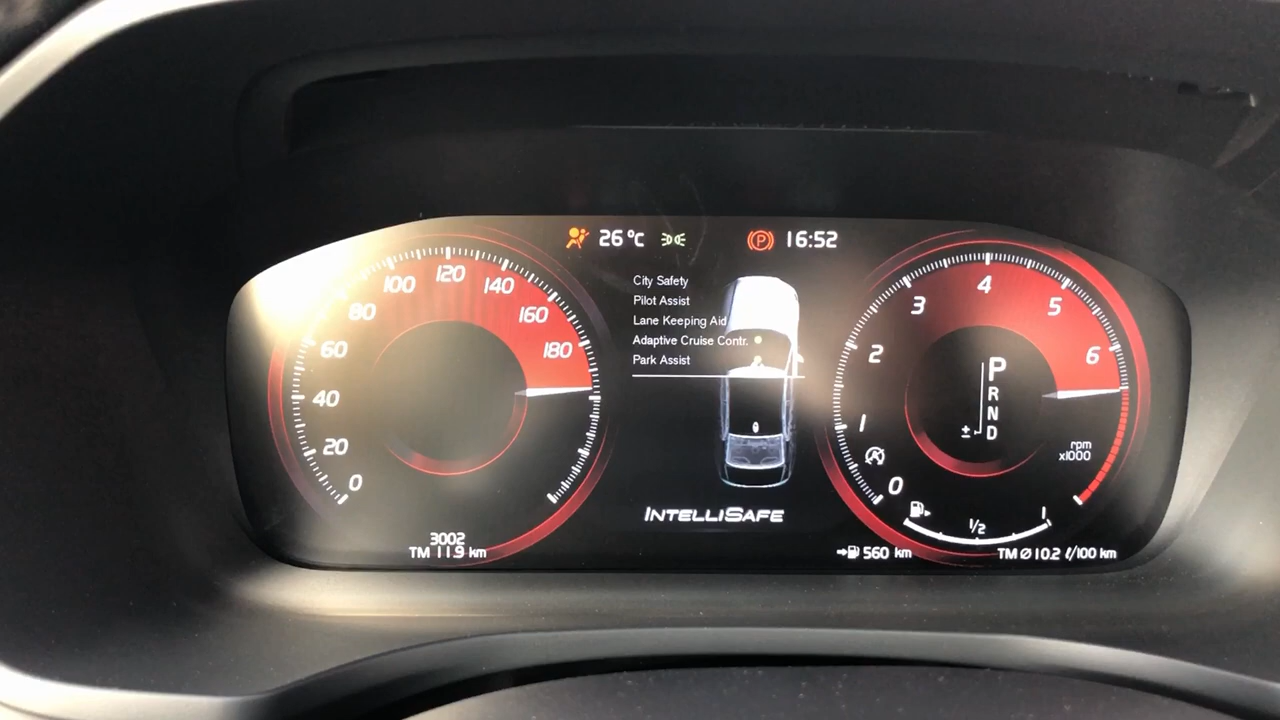 26 °C
P 16:52
City Safety
Pilot Assist
Lane Keeping Aid
Adaptive Cruise Contr.
Park Assist
INTELLISAFE
0
20
40
60
80
100
120
140
160
180
3002
TM 11.9 km
0
1
2
3
4
5
6
P
R
N
± D
rpm
x1000
1/2
1
560 km
TM Ø 10.2 ℓ/100 km